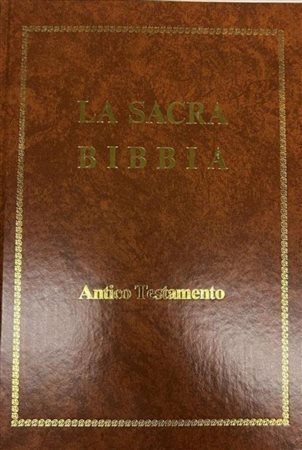 LA SACRA
BIBBIA
Antico Testamento